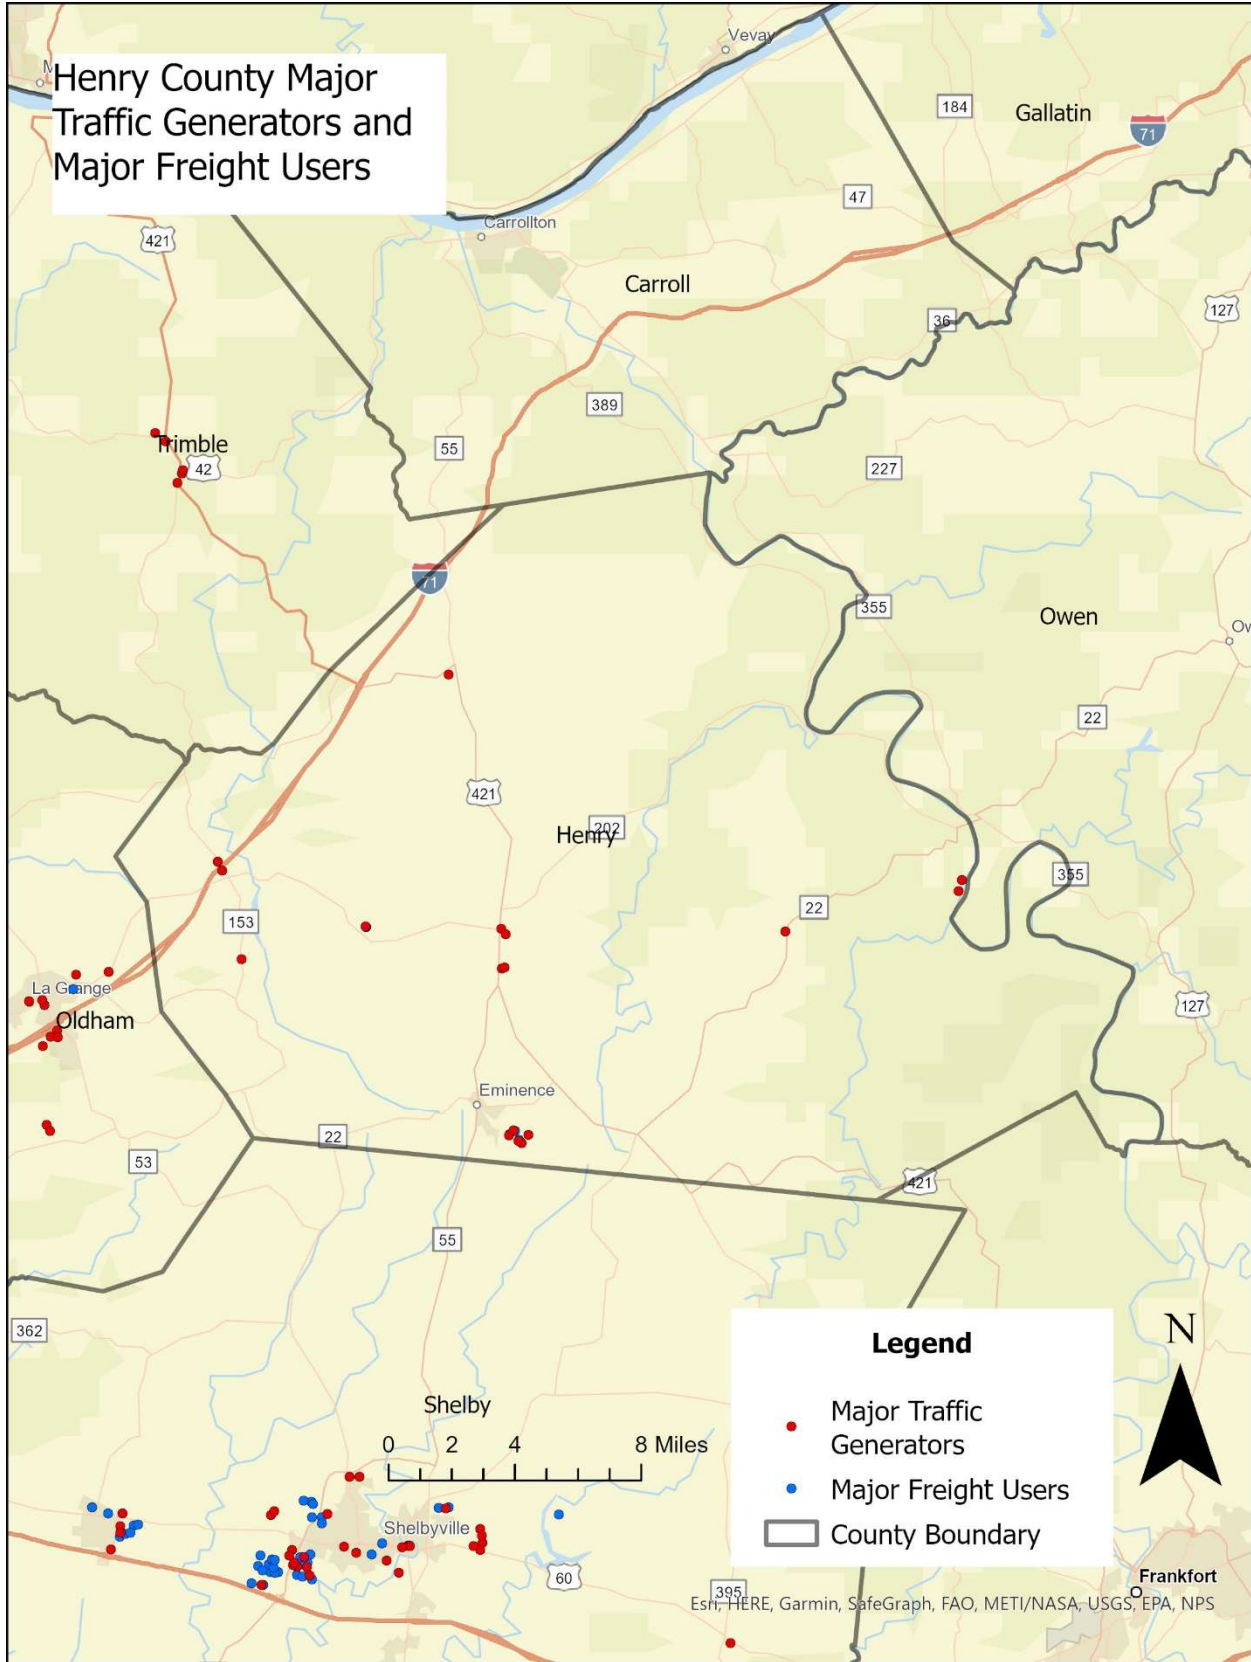 Henry County Major
Traffic Generators and
Major Freight Users
Vevay
M
184
Gallatin
71
47
Carrollton
421
Carroll
36
127
389
Trimble
55
42
227
71
355
Owen
Ow
22
421
202
Henry
355
22
153
La Grange
Oldham
127
Eminence
22
53
421
55
362
Legend
Shelby
Major Traffic
Generators
N
0 2 4 8 Miles
Major Freight Users
Shelbyville
County Boundary
60
395
Frankfort
Esri, HERE, Garmin, SafeGraph, FAO, METI/NASA, USGS, EPA, NPS